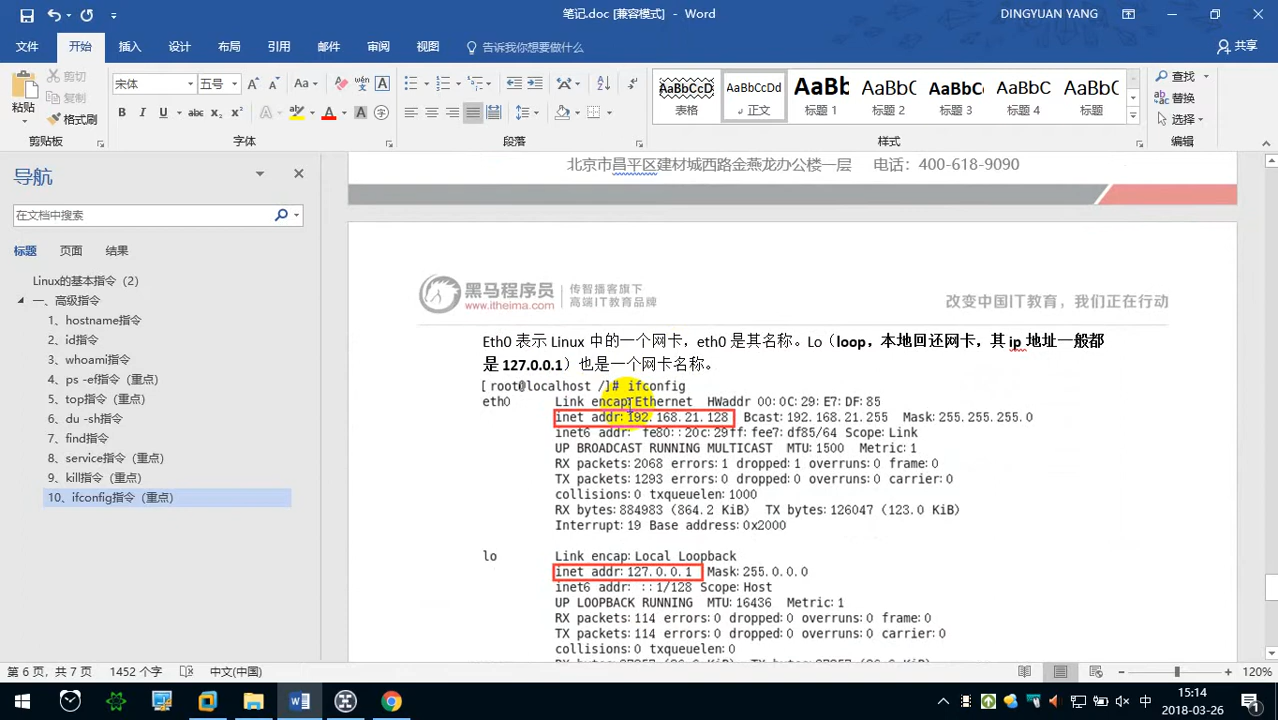 笔记.doc [兼容模式] - Word
DINGYUAN YANG
文件 开始 插入 设计 布局 引用 邮件 审阅 视图 告诉我你想要做什么 共享
粘贴 剪切 复制 格式刷
宋体 五号
AaBbCcD AaBbCcD AaBb AaBbC AaBbC AaBbC AaBbC
表格 正文 标题 1 标题 2 标题 3 标题 4 标题
查找 替换 选择
剪贴板 字体 段落 样式 编辑
导航
在文档中搜索
标题 页面 结果
Linux的基本指令（2）
一、高级指令
1、hostname指令
2、id指令
3、whoami指令
4、ps -ef指令（重点）
5、top指令（重点）
6、du -sh指令
7、find指令
8、service指令（重点）
9、kill指令（重点）
10、ifconfig指令（重点）
北京市昌平区建材城西路金燕龙办公楼一层 电话：400-618-9090
黑马程序员
www.itheima.com
传智播客旗下
高端IT教育品牌
改变中国IT教育，我们正在行动
Eth0 表示 Linux 中的一个网卡，eth0 是其名称。Lo（loop，本地回还网卡，其 ip 地址一般都
是 127.0.0.1）也是一个网卡名称。
[root@localhost /]# ifconfig
eth0 Link encap:Ethernet HWaddr 00:0C:29:E7:DF:85
inet addr:192.168.21.128 Bcast:192.168.21.255 Mask:255.255.255.0
inet6 addr: fe80::20c:29ff:fee7:df85/64 Scope:Link
UP BROADCAST RUNNING MULTICAST MTU:1500 Metric:1
RX packets:2068 errors:1 dropped:1 overruns:0 frame:0
TX packets:1293 errors:0 dropped:0 overruns:0 carrier:0
collisions:0 txqueuelen:1000
RX bytes:884983 (864.2 KiB) TX bytes:126047 (123.0 KiB)
Interrupt:19 Base address:0x2000
lo Link encap:Local Loopback
inet addr:127.0.0.1 Mask:255.0.0.0
inet6 addr: ::1/128 Scope:Host
UP LOOPBACK RUNNING MTU:16436 Metric:1
RX packets:114 errors:0 dropped:0 overruns:0 frame:0
TX packets:114 errors:0 dropped:0 overruns:0 carrier:0
collisions:0 txqueuelen:0
第 6 页，共 7 页 1452 个字 中文(中国) 120%
中 15:14
2018-03-26